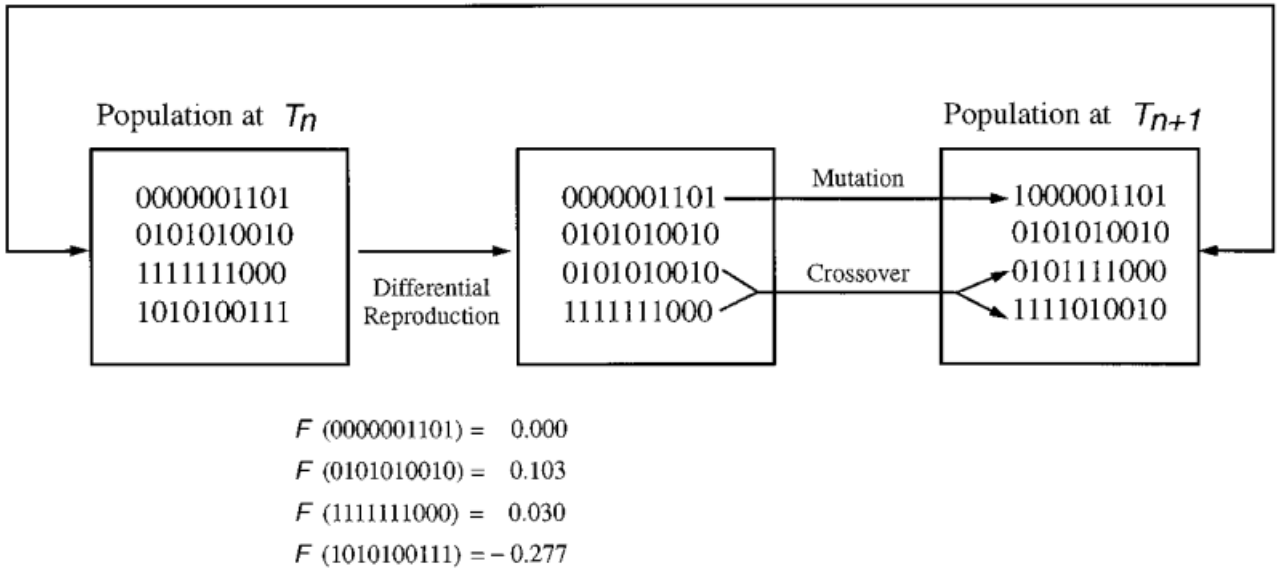 Population at Tn
0000001101
0101010010
1111111000
1010100111
Differential
Reproduction
0000001101
0101010010
0101010010
1111111000
Mutation
Crossover
Population at Tn+1
1000001101
0101010010
0101111000
1111010010
F (0000001101) = 0.000
F (0101010010) = 0.103
F (1111111000) = 0.030
F (1010100111) = – 0.277